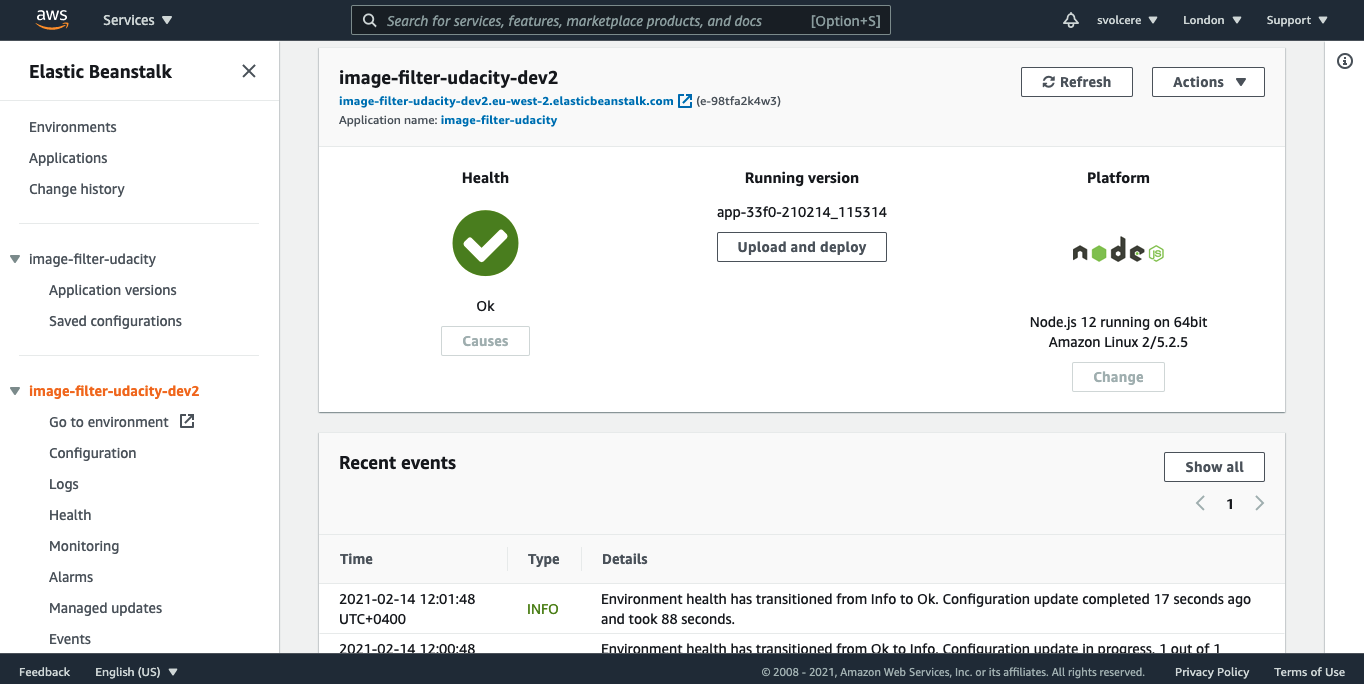 aws
Services
Search for services, features, marketplace products, and docs [Option+S]
svolcere
London
Support
Elastic Beanstalk
Environments
Applications
Change history
image-filter-udacity
Application versions
Saved configurations
image-filter-udacity-dev2
Go to environment
Configuration
Logs
Health
Monitoring
Alarms
Managed updates
Events
image-filter-udacity-dev2
image-filter-udacity-dev2.eu-west-2.elasticbeanstalk.com (e-98tfa2k4w3)
Application name: image-filter-udacity
Refresh
Actions
Health
Ok
Causes
Running version
app-33f0-210214_115314
Upload and deploy
Platform
node
JS
Node.js 12 running on 64bit
Amazon Linux 2/5.2.5
Change
Recent events
Show all
1
Time Type Details
2021-02-14 12:01:48
UTC+0400
INFO
Environment health has transitioned from Info to Ok. Configuration update completed 17 seconds ago
and took 88 seconds.
2021-02-14 12:00:48
Environment health has transitioned from Ok to Info. Configuration update in progress. 1 out of 1
Feedback
English (US)
© 2008 - 2021, Amazon Web Services, Inc. or its affiliates. All rights reserved.
Privacy Policy
Terms of Use